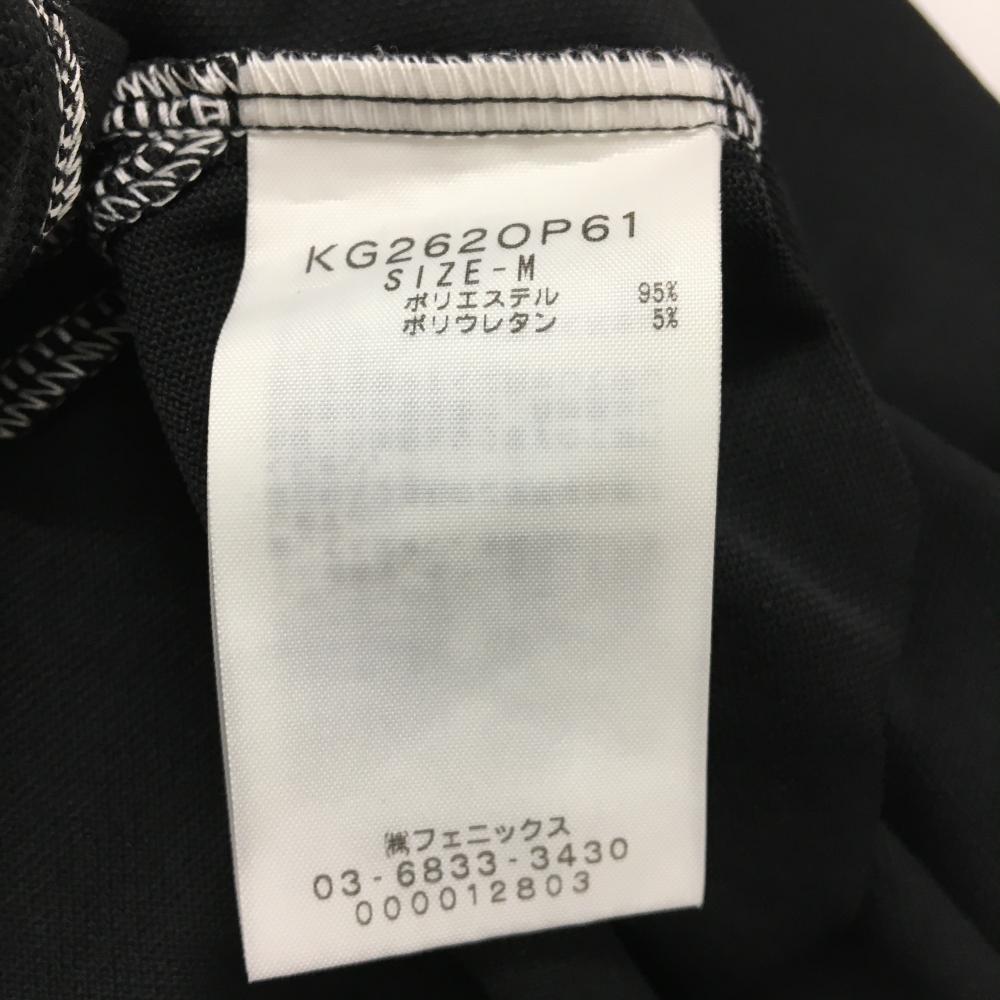 KG262OP61
SIZE-M
ポリエステル 95%
ポリウレタン 5%
㈱フェニックス
03-6833-3430
000012803